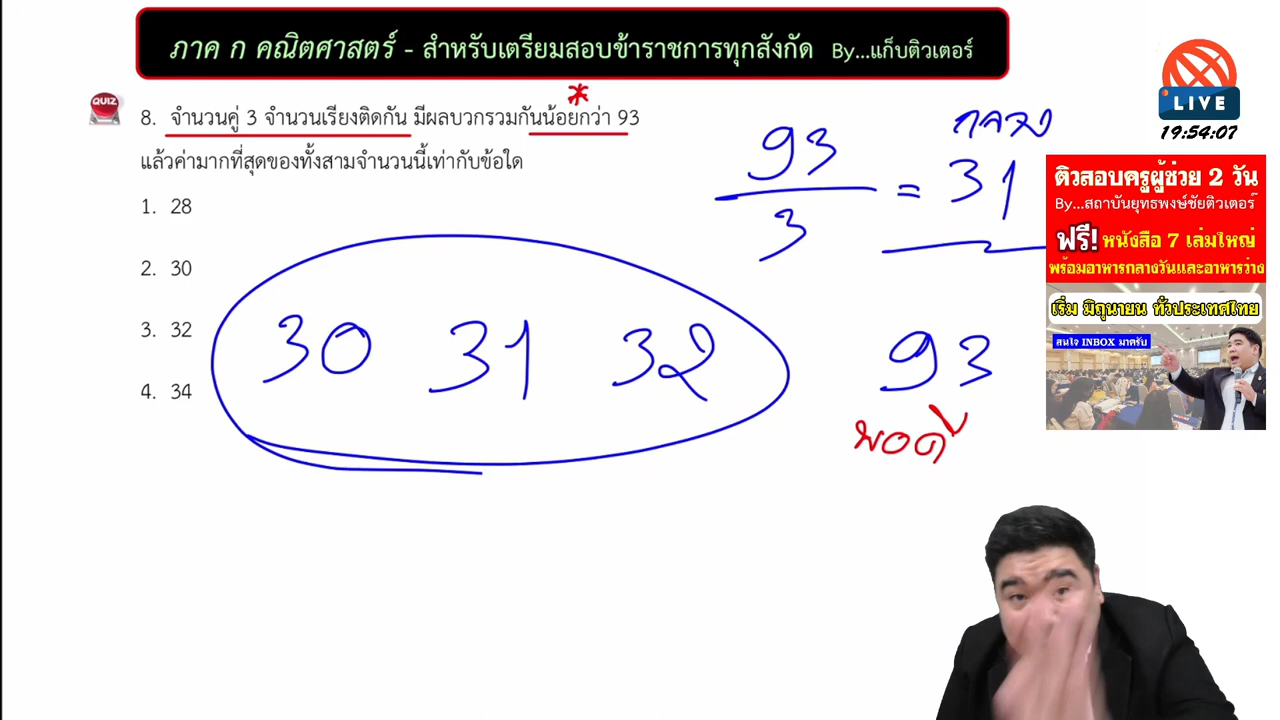 ภาค ก คณิตศาสตร์ - สำหรับเตรียมสอบข้าราชการทุกสังกัด By...แก็บติวเตอร์
QUIZ
8. จำนวนคู่ 3 จำนวนเรียงติดกัน มีผลบวกรวมกันน้อยกว่า 93
แล้วค่ามากที่สุดของทั้งสามจำนวนนี้เท่ากับข้อใด
1. 28
2. 30
3. 32
4. 34
กลาง
93
3
= 31
30 31 32
93
พอดี
LIVE
19:54:07
ติวสอบครูผู้ช่วย 2 วัน
By...สถาบันยุทธพงษ์ชัยติวเตอร์
ฟรี! หนังสือ 7 เล่มใหญ่
พร้อมอาหารกลางวันและอาหารว่าง
เริ่ม มิถุนายน ทั่วประเทศไทย
สนใจ INBOX มาครับ